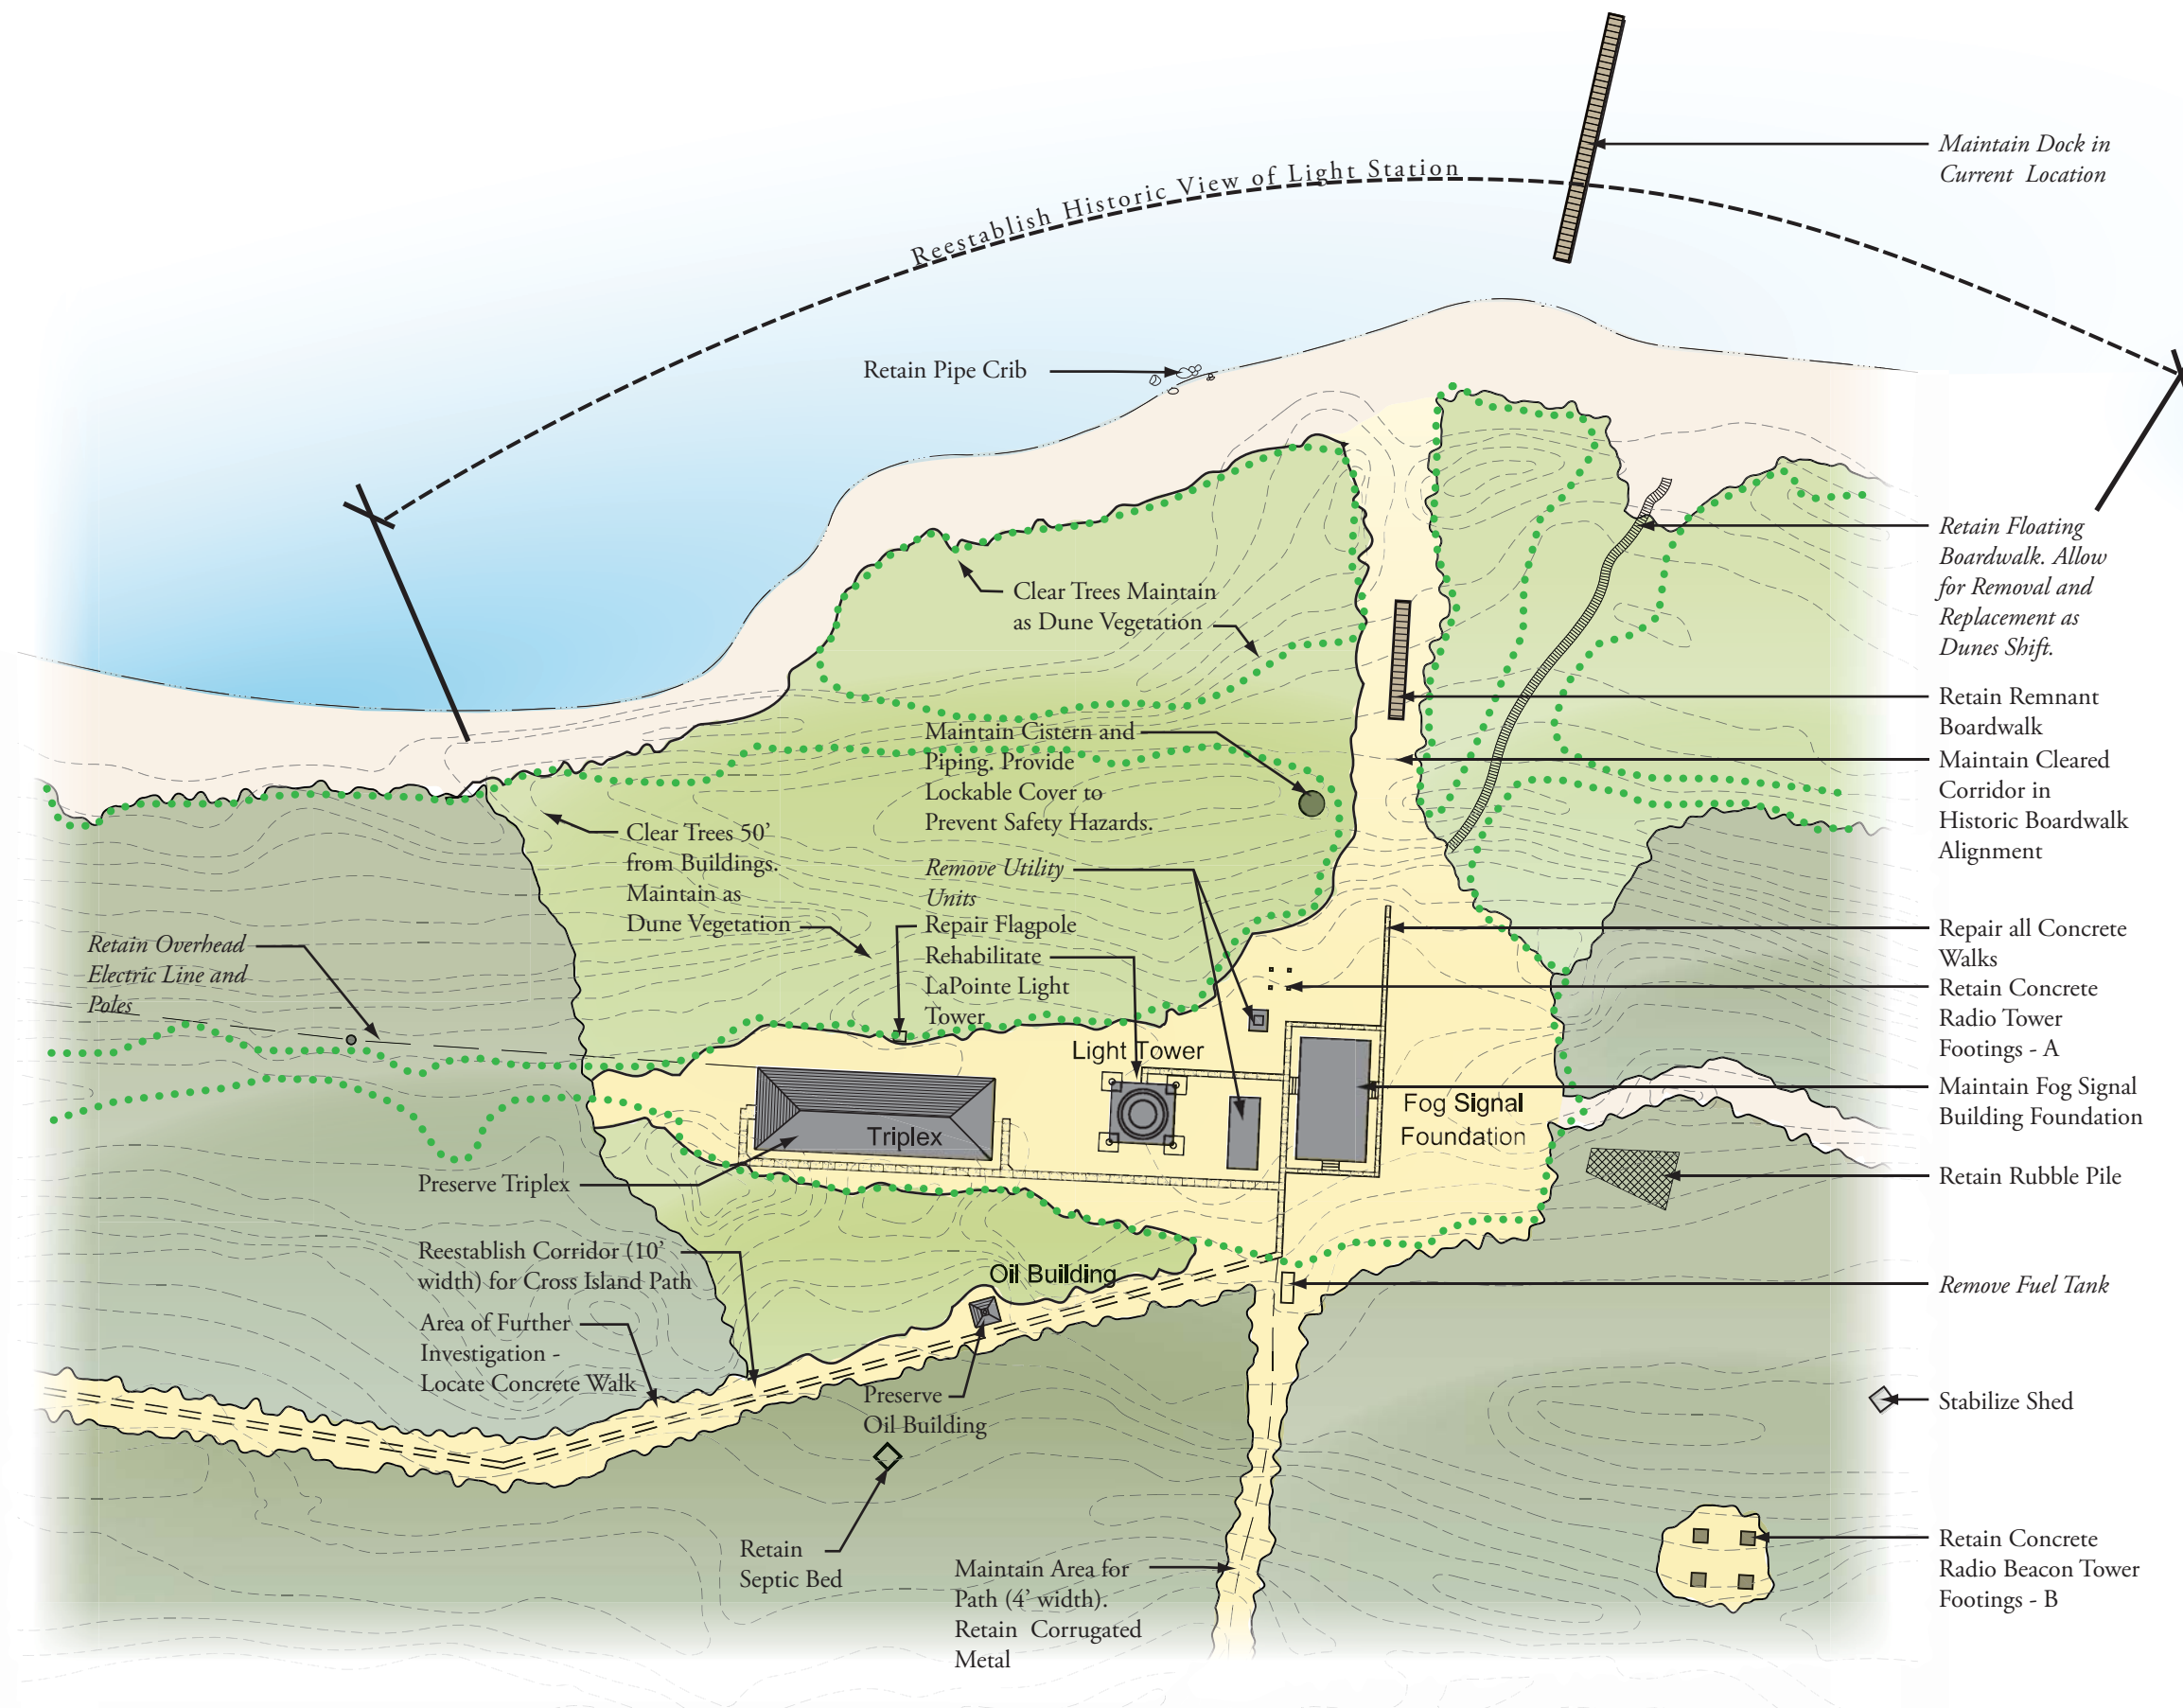 Reestablish Historic View of Light Station
Maintain Dock in
Current Location
Retain Pipe Crib
Retain Floating
Boardwalk. Allow
for Removal and
Replacement as
Dunes Shift.
Clear Trees Maintain
as Dune Vegetation
Retain Remnant
Boardwalk
Maintain Cistern and
Piping. Provide
Lockable Cover to
Prevent Safety Hazards.
Maintain Cleared
Corridor in
Historic Boardwalk
Alignment
Clear Trees 50’
from Buildings.
Maintain as
Dune Vegetation
Remove Utility
Units
Repair Flagpole
Rehabilitate
LaPointe Light
Tower
Retain Overhead
Electric Line and
Poles
Repair all Concrete
Walks
Retain Concrete
Radio Tower
Footings - A
Light Tower
Maintain Fog Signal
Building Foundation
Fog Signal
Foundation
Triplex
Preserve Triplex
Retain Rubble Pile
Reestablish Corridor (10’
width) for Cross Island Path
Oil Building
Remove Fuel Tank
Area of Further
Investigation -
Locate Concrete Walk
Preserve
Oil Building
Stabilize Shed
Retain
Septic Bed
Maintain Area for
Path (4’ width).
Retain Corrugated
Metal
Retain Concrete
Radio Beacon Tower
Footings - B